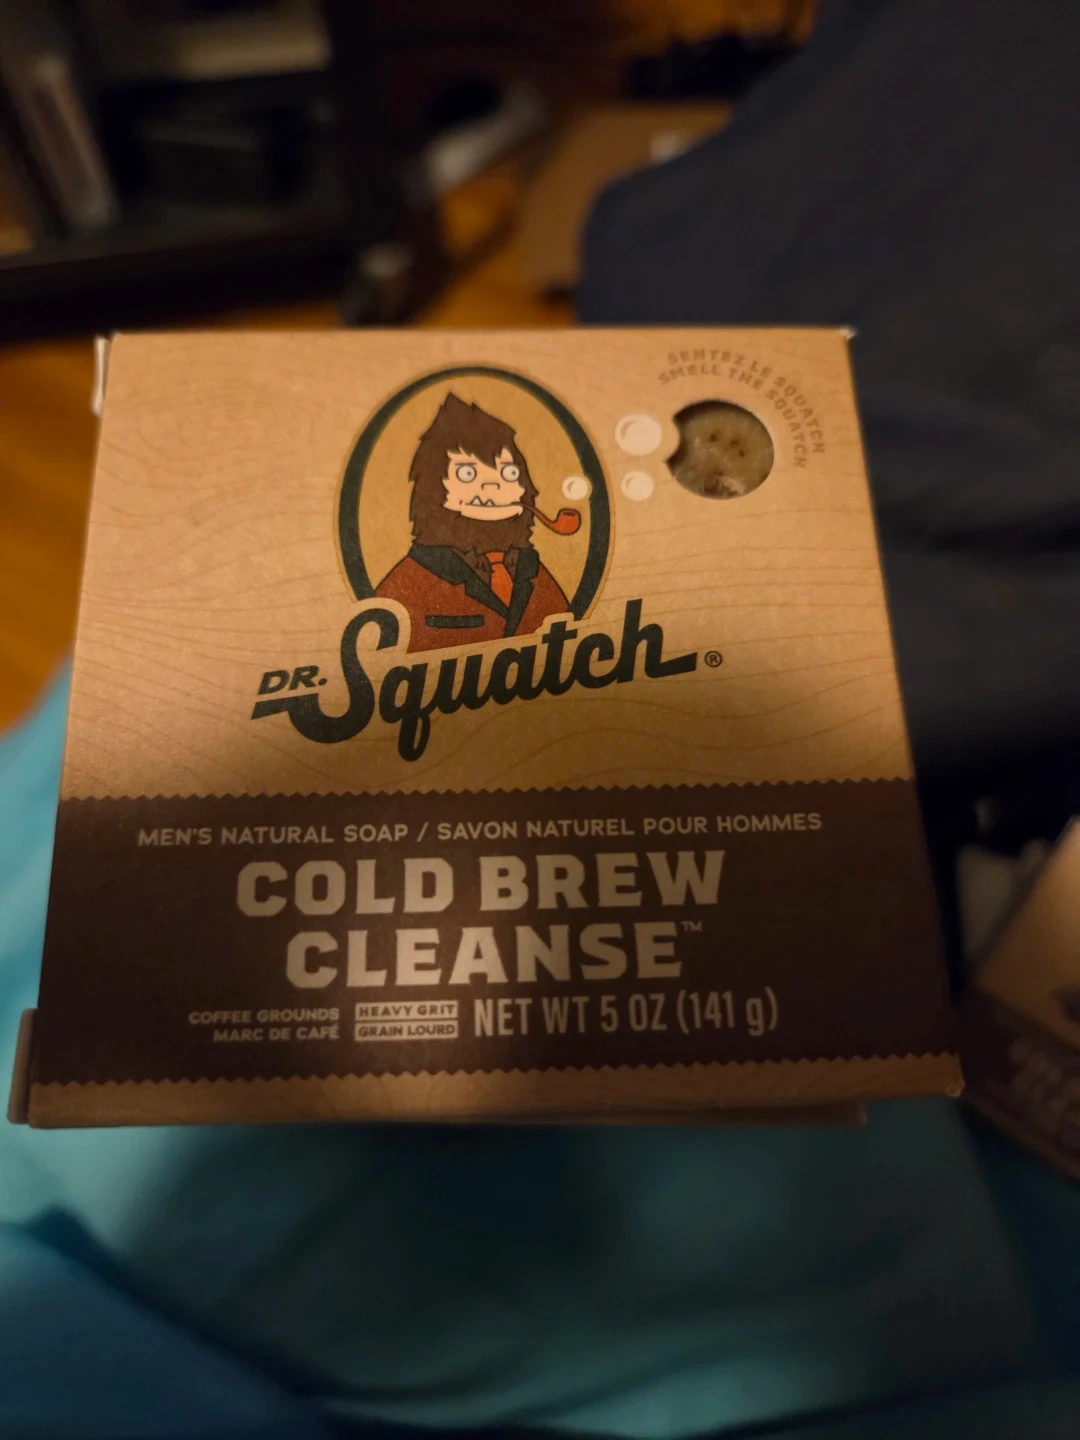 SENTEZ LE SQUATCH
SMELL THE SQUATCH
DR. Squatch®
MEN'S NATURAL SOAP / SAVON NATUREL POUR HOMMES
COLD BREW
CLEANSE™
COFFEE GROUNDS HEAVY GRIT NET WT 5 OZ (141 g)
MARC DE CAFÉ GRAIN LOURD